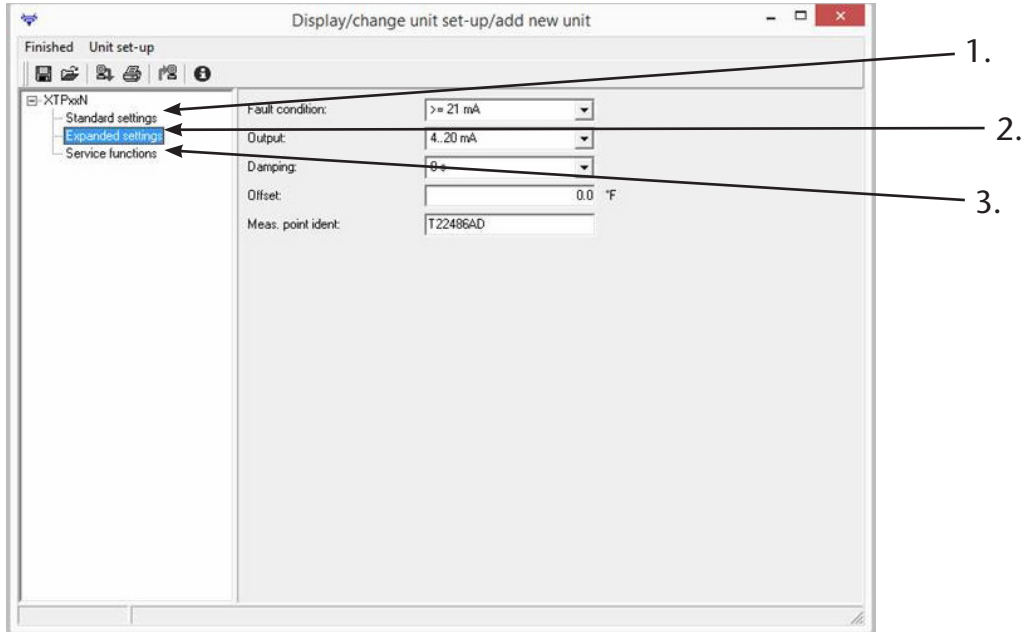 Display/change unit set-up/add new unit
Finished Unit set-up
1.
XTPxxN
Standard settings
Expanded settings
Service functions
2.
3.
Fault condition: >= 21 mA
Output: 4..20 mA
Damping:
Offset: 0.0 °F
Meas. point ident: T22486AD